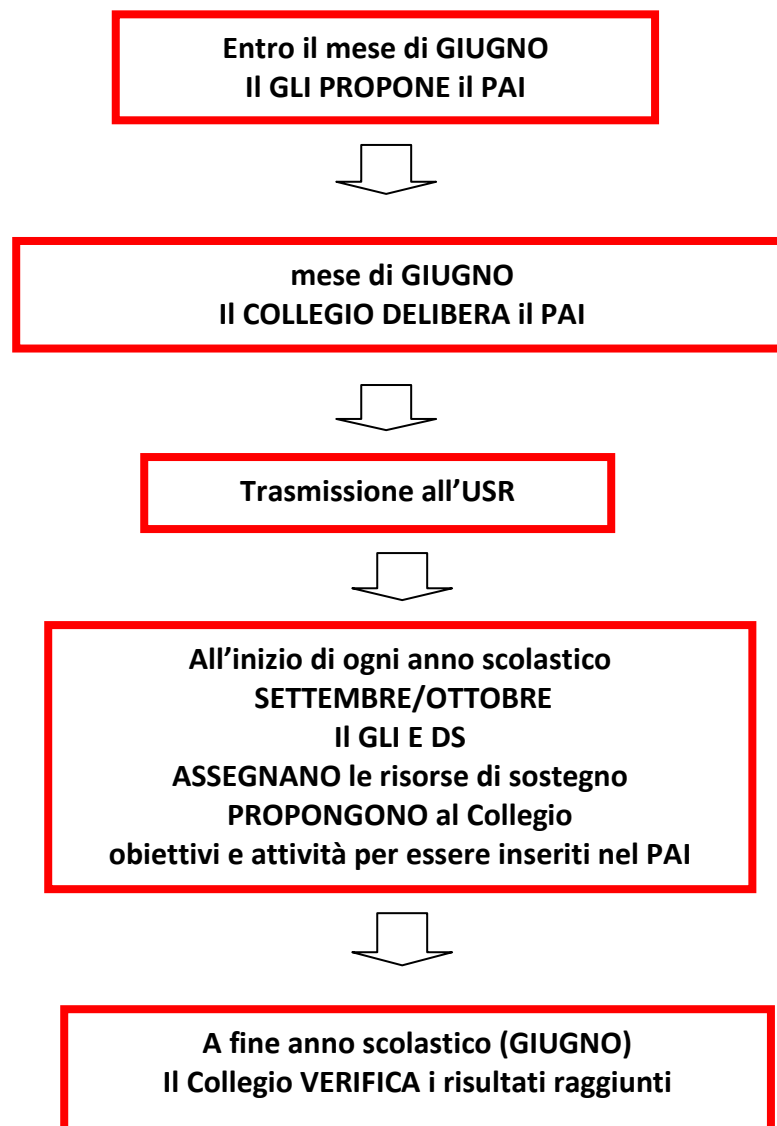 Entro il mese di GIUGNO
Il GLI PROPONE il PAI
mese di GIUGNO
Il COLLEGIO DELIBERA il PAI
Trasmissione all’USR
All’inizio di ogni anno scolastico
SETTEMBRE/OTTOBRE
Il GLI E DS
ASSEGNANO le risorse di sostegno
PROPONGONO al Collegio
obiettivi e attività per essere inseriti nel PAI
A fine anno scolastico (GIUGNO)
Il Collegio VERIFICA i risultati raggiunti